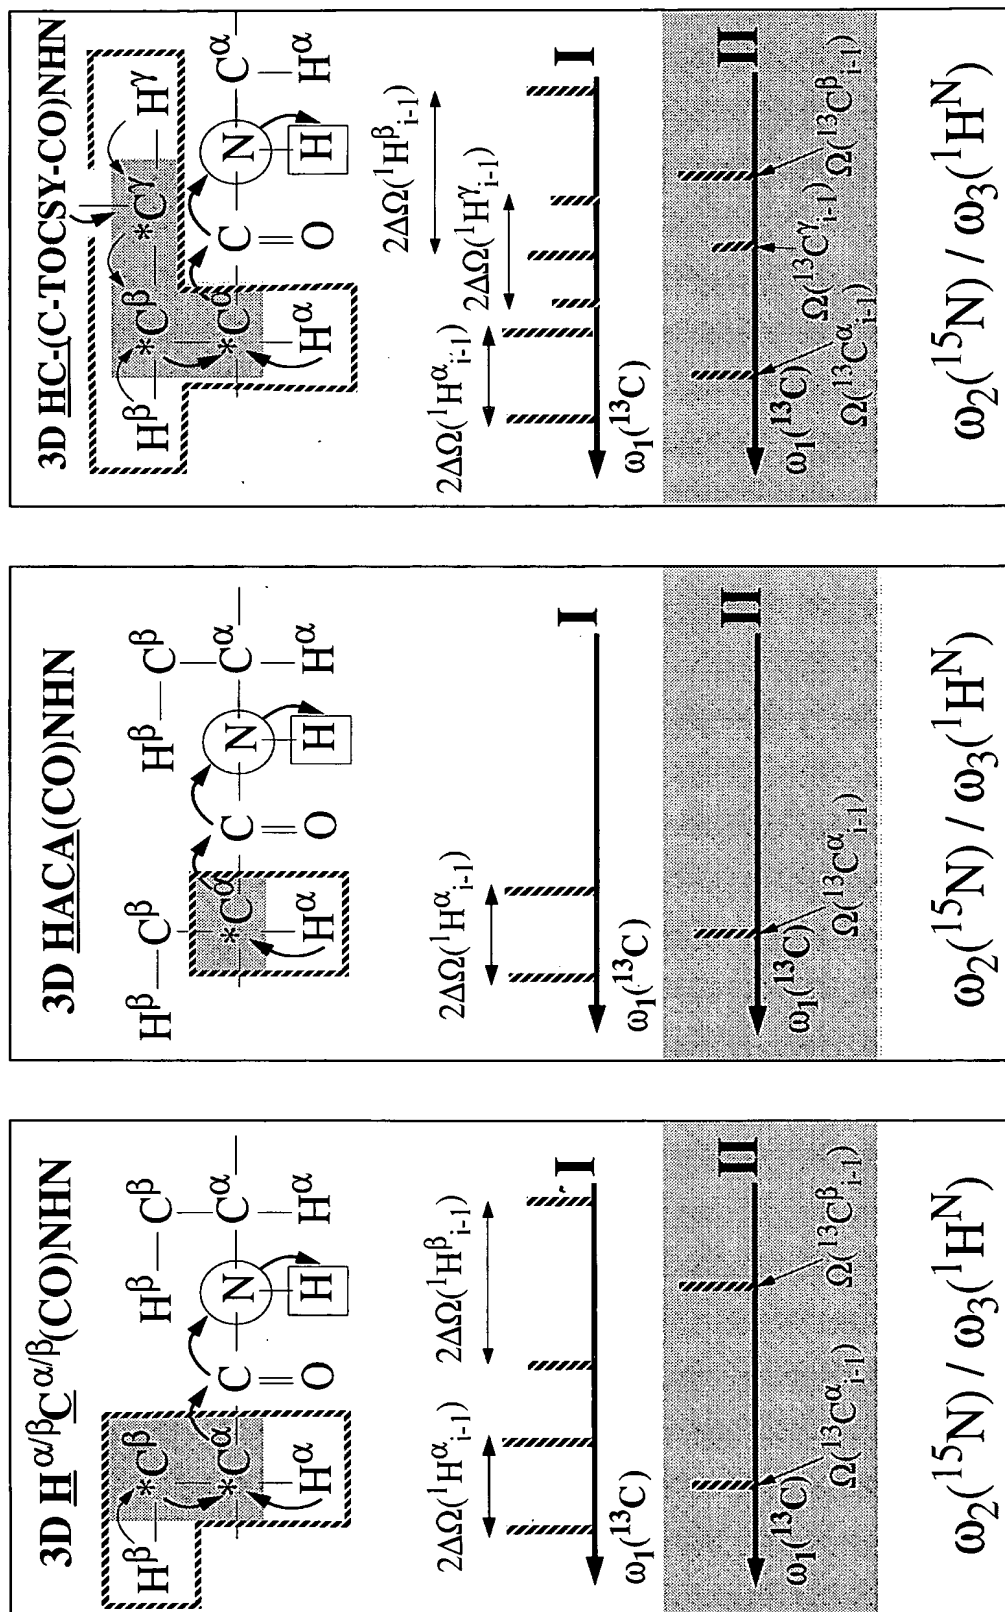 3D H^α/β C^α/β (CO)NHN
H^β *C^β H^β C^β
*C^α C N C^α
H^α O H H^α
2ΔΩ(¹H^α_i-1) 2ΔΩ(¹H^β_i-1)
I
ω₁(¹³C)
II
ω₁(¹³C)
Ω(¹³C^α_i-1) Ω(¹³C^β_i-1)
ω₂(¹⁵N) / ω₃(¹H^N)
3D HACA(CO)NHN
H^β C^β H^β C^β
*C^α C N C^α
H^α O H H^α
2ΔΩ(¹H^α_i-1)
I
ω₁(¹³C)
II
ω₁(¹³C)
Ω(¹³C^α_i-1)
ω₂(¹⁵N) / ω₃(¹H^N)
3D HC-(C-TOCSY-CO)NHN
H^β *C^β *C^γ H^γ
*C^α C N C^α
H^α O H H^α
2ΔΩ(¹H^β_i-1)
2ΔΩ(¹H^α_i-1) 2ΔΩ(¹H^γ_i-1)
I
ω₁(¹³C)
II
ω₁(¹³C) Ω(¹³C^γ_i-1) Ω(¹³C^β_i-1)
Ω(¹³C^α_i-1)
ω₂(¹⁵N) / ω₃(¹H^N)